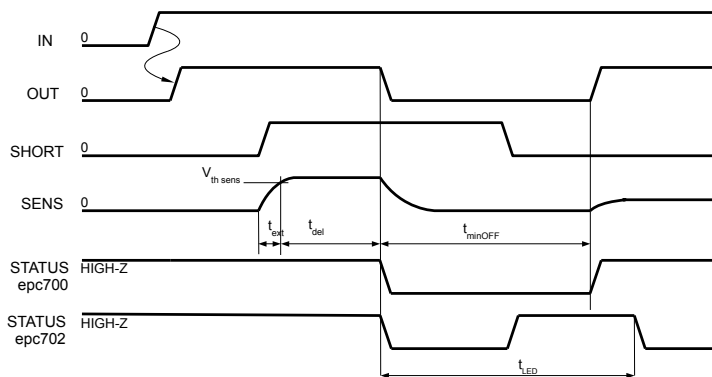 IN
0
OUT
0
SHORT
0
V th sens
SENS
0
t ext
t del
t minOFF
STATUS
epc700
HIGH-Z
STATUS
epc702
HIGH-Z
t LED